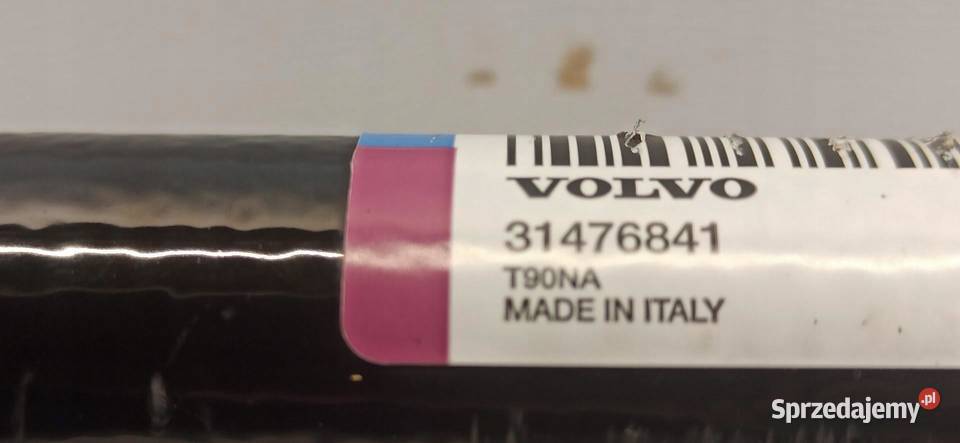 VOLVO
31476841
T90NA
MADE IN ITALY
Sprzedajemy.pl